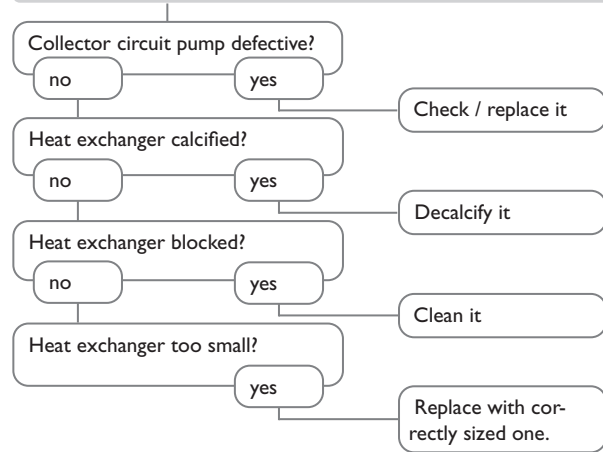 Collector circuit pump defective?
no
yes
Check / replace it
Heat exchanger calcified?
no
yes
Decalcify it
Heat exchanger blocked?
no
yes
Clean it
Heat exchanger too small?
yes
Replace with cor-
rectly sized one.